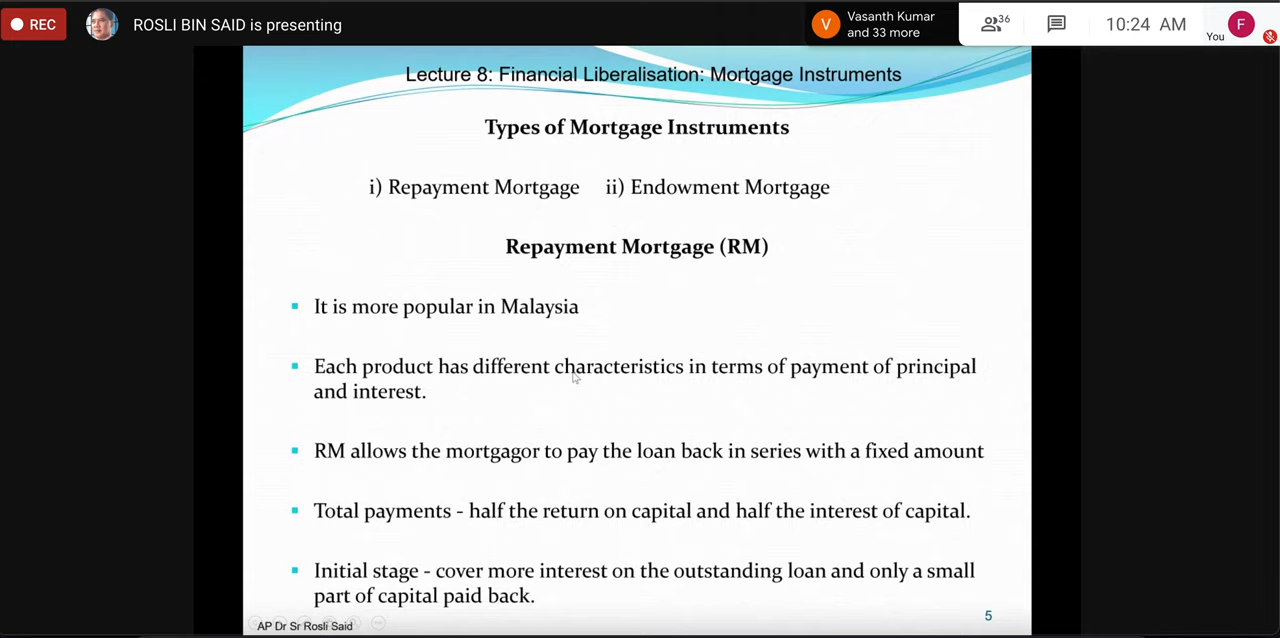 REC
ROSLI BIN SAID is presenting
V
Vasanth Kumar
and 33 more
36
10:24 AM
You
F
Lecture 8: Financial Liberalisation: Mortgage Instruments
Types of Mortgage Instruments
i) Repayment Mortgage ii) Endowment Mortgage
Repayment Mortgage (RM)
▪ It is more popular in Malaysia
▪ Each product has different characteristics in terms of payment of principal
and interest.
▪ RM allows the mortgagor to pay the loan back in series with a fixed amount
▪ Total payments - half the return on capital and half the interest of capital.
▪ Initial stage - cover more interest on the outstanding loan and only a small
part of capital paid back.
5
AP Dr Sr Rosli Said